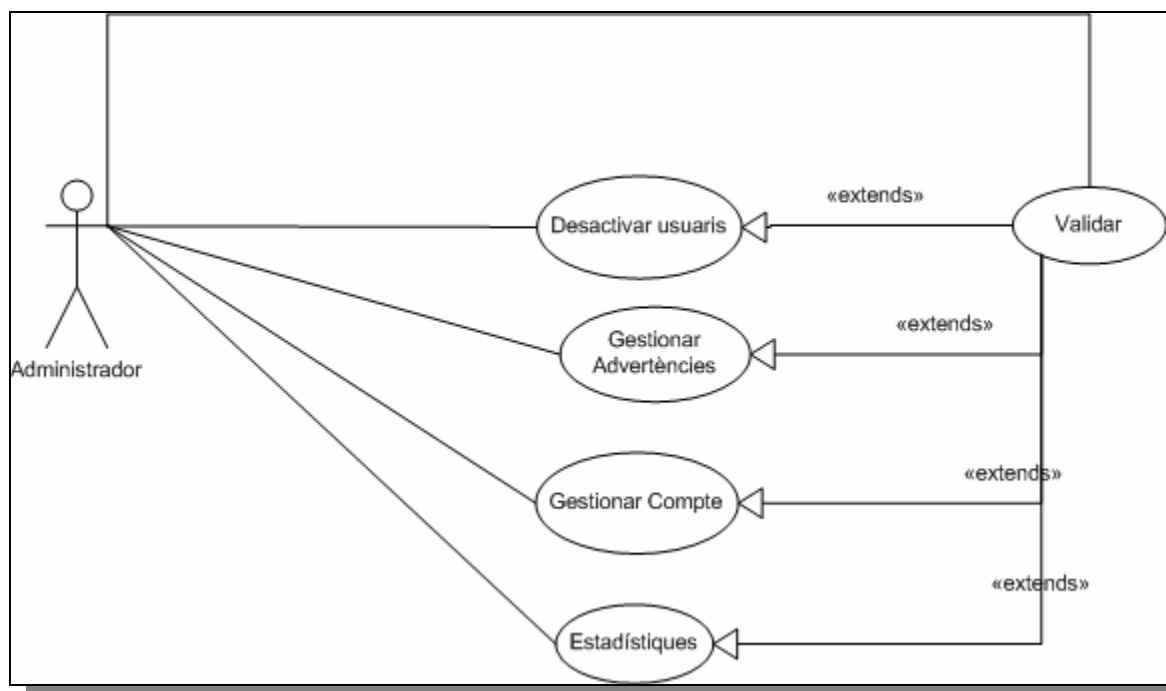 «extends»
Desactivar usuaris
Validar
«extends»
Gestionar
Advertències
Administrador
«extends»
Gestionar Compte
«extends»
Estadístiques